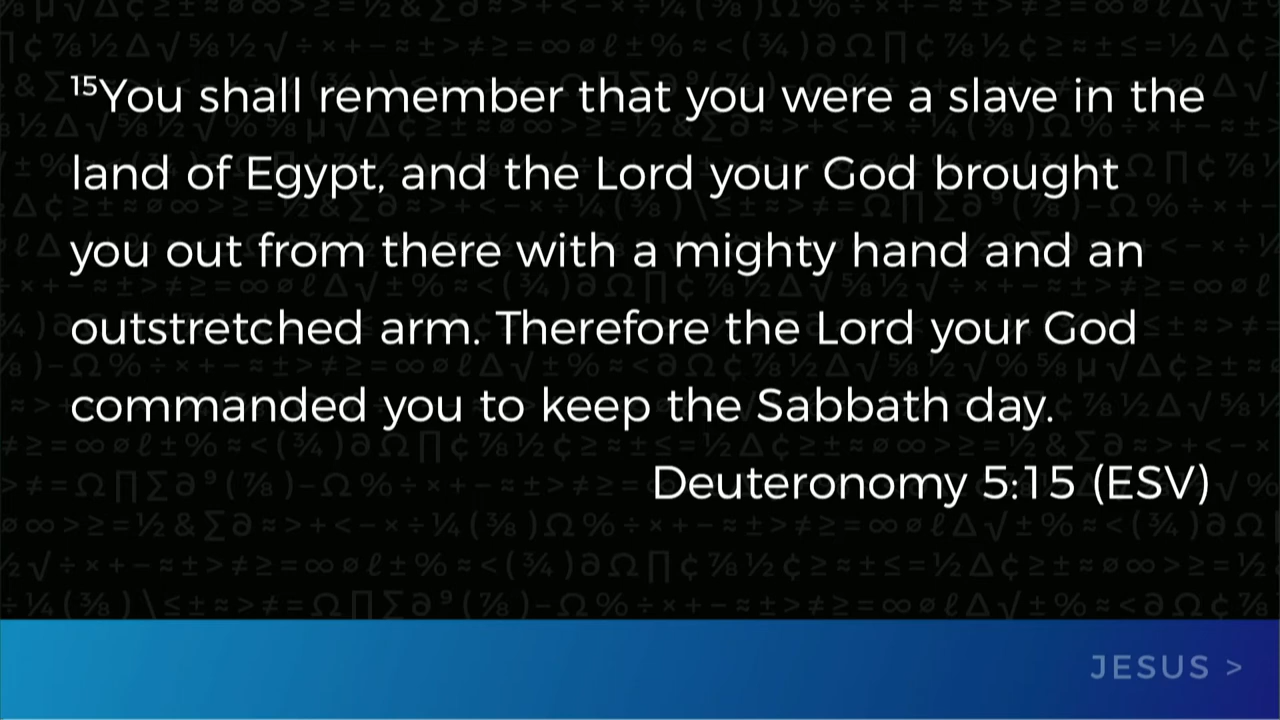 ¹⁵You shall remember that you were a slave in the
land of Egypt, and the Lord your God brought
you out from there with a mighty hand and an
outstretched arm. Therefore the Lord your God
commanded you to keep the Sabbath day.
Deuteronomy 5:15 (ESV)
JESUS >